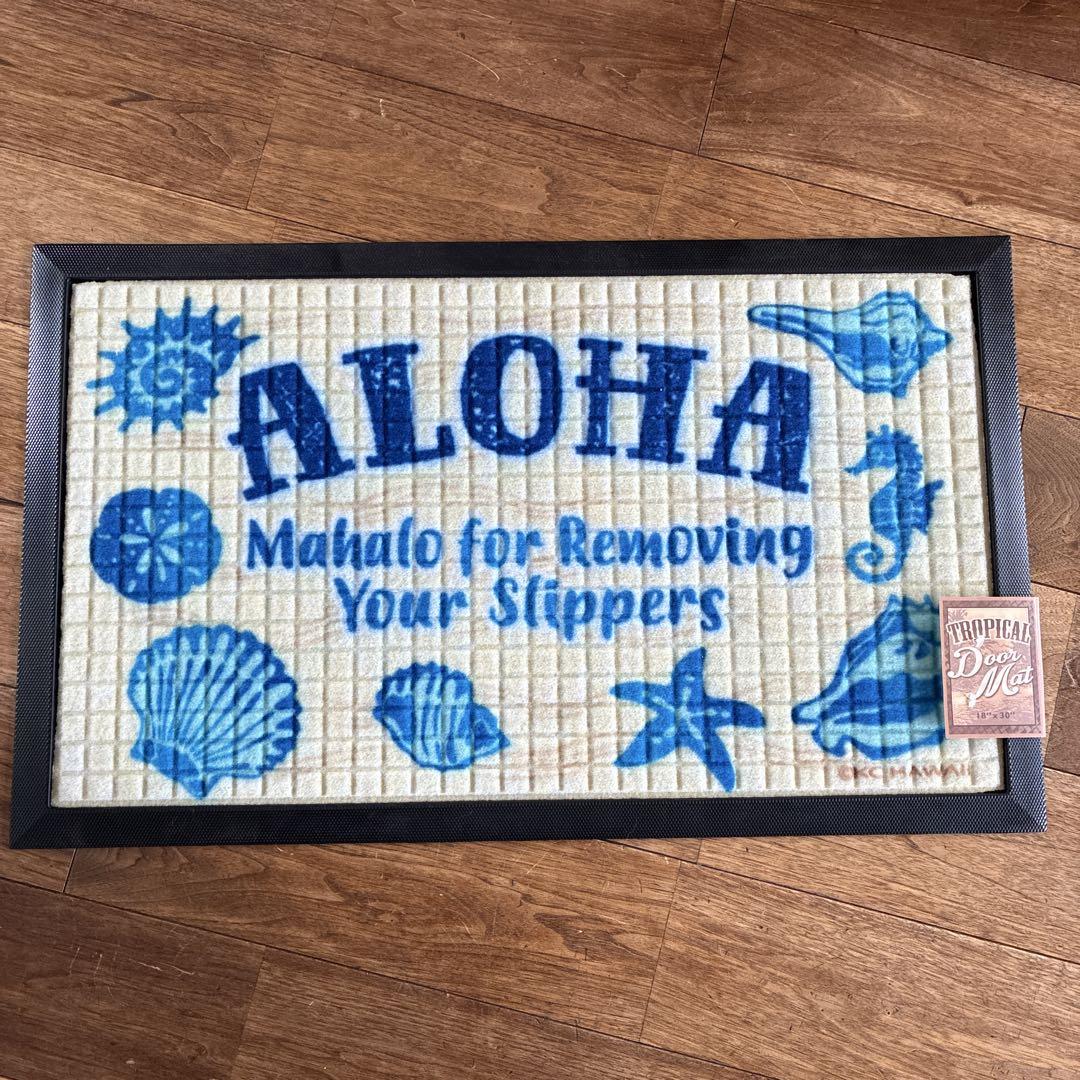 ALOHA
Mahalo for Removing
Your Slippers
TROPICAL
Door
Mat
18" x 30"
©KC HAWAII